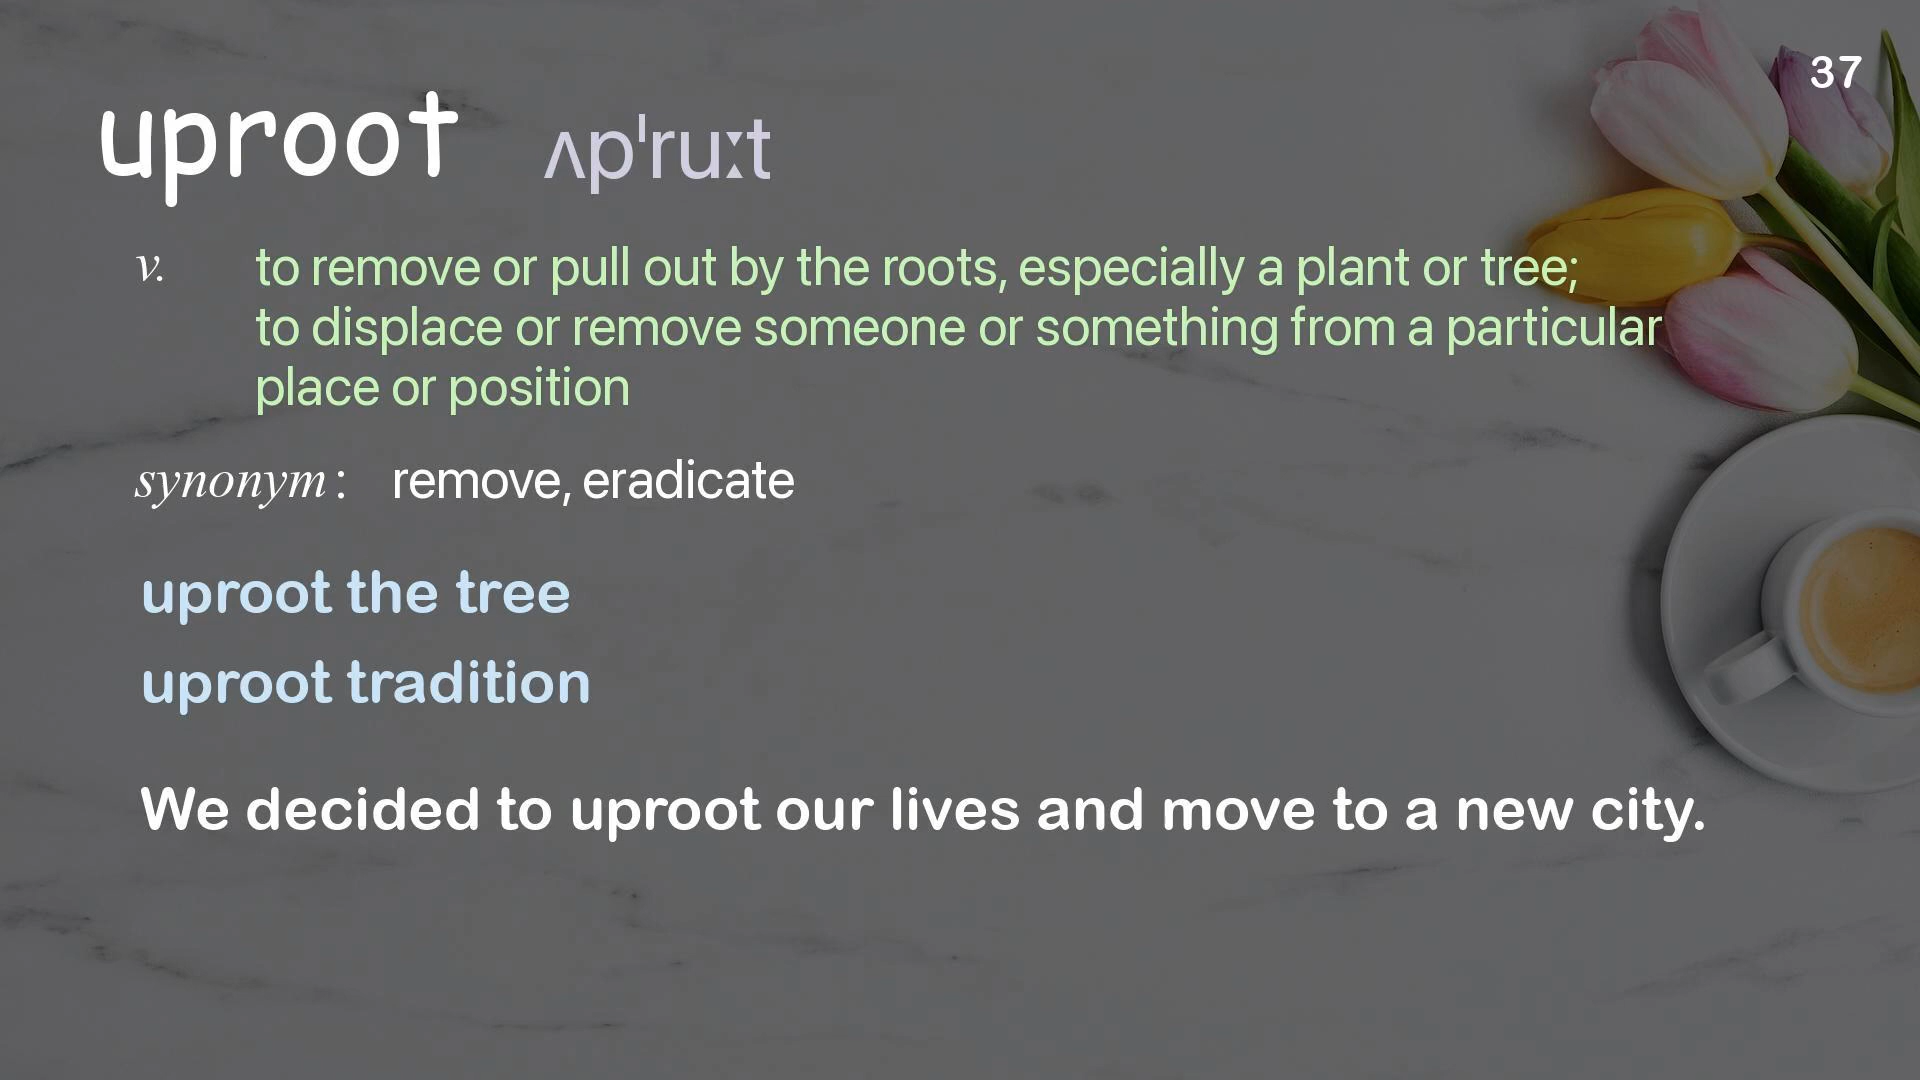 37
uproot ʌpˈruːt
v. to remove or pull out by the roots, especially a plant or tree;
to displace or remove someone or something from a particular
place or position
synonym : remove, eradicate
uproot the tree
uproot tradition
We decided to uproot our lives and move to a new city.